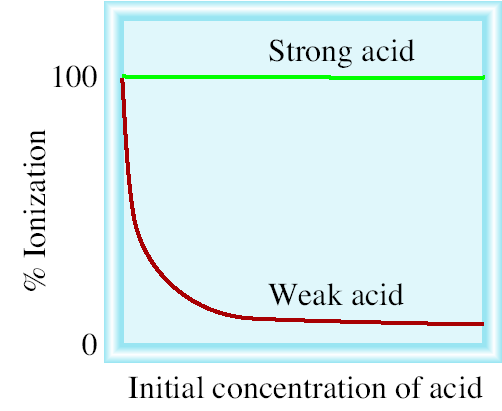 Strong acid
100
% Ionization
Weak acid
0
Initial concentration of acid